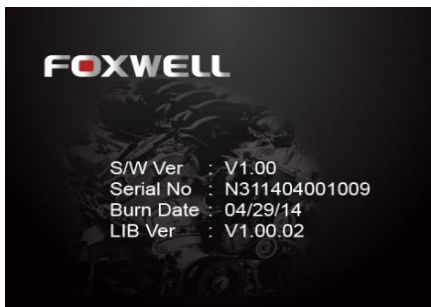 FOXWELL
S/W Ver : V1.00
Serial No : N311404001009
Burn Date : 04/29/14
LIB Ver : V1.00.02